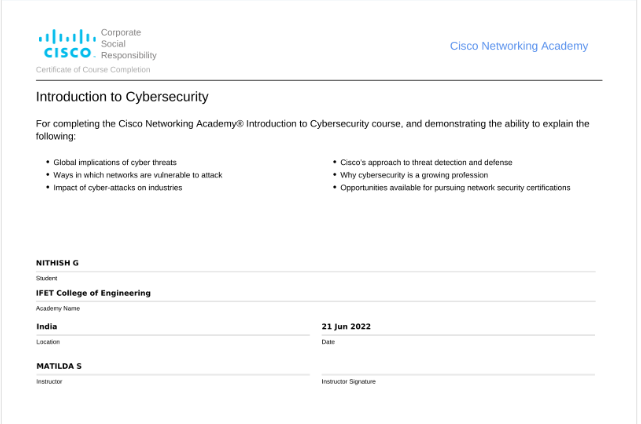 Corporate
Social
CISCO. Responsibility
Cisco Networking Academy
Certificate of Course Completion
Introduction to Cybersecurity
For completing the Cisco Networking Academy® Introduction to Cybersecurity course, and demonstrating the ability to explain the
following:
• Global implications of cyber threats
• Ways in which networks are vulnerable to attack
• Impact of cyber-attacks on industries
• Cisco's approach to threat detection and defense
• Why cybersecurity is a growing profession
• Opportunities available for pursuing network security certifications
NITHISH G
Student
IFET College of Engineering
Academy Name
India
Location
21 Jun 2022
Date
MATILDA S
Instructor
Instructor Signature